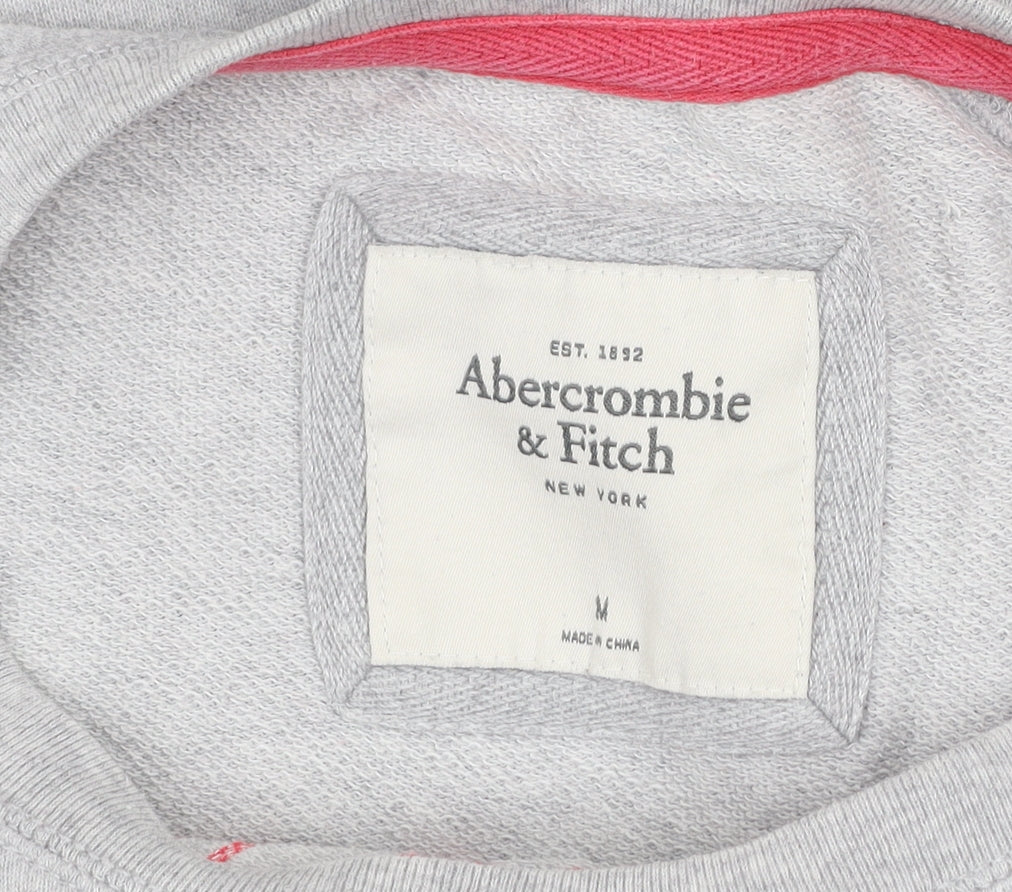 EST. 1892
Abercrombie
& Fitch
NEW YORK
M
MADE IN CHINA